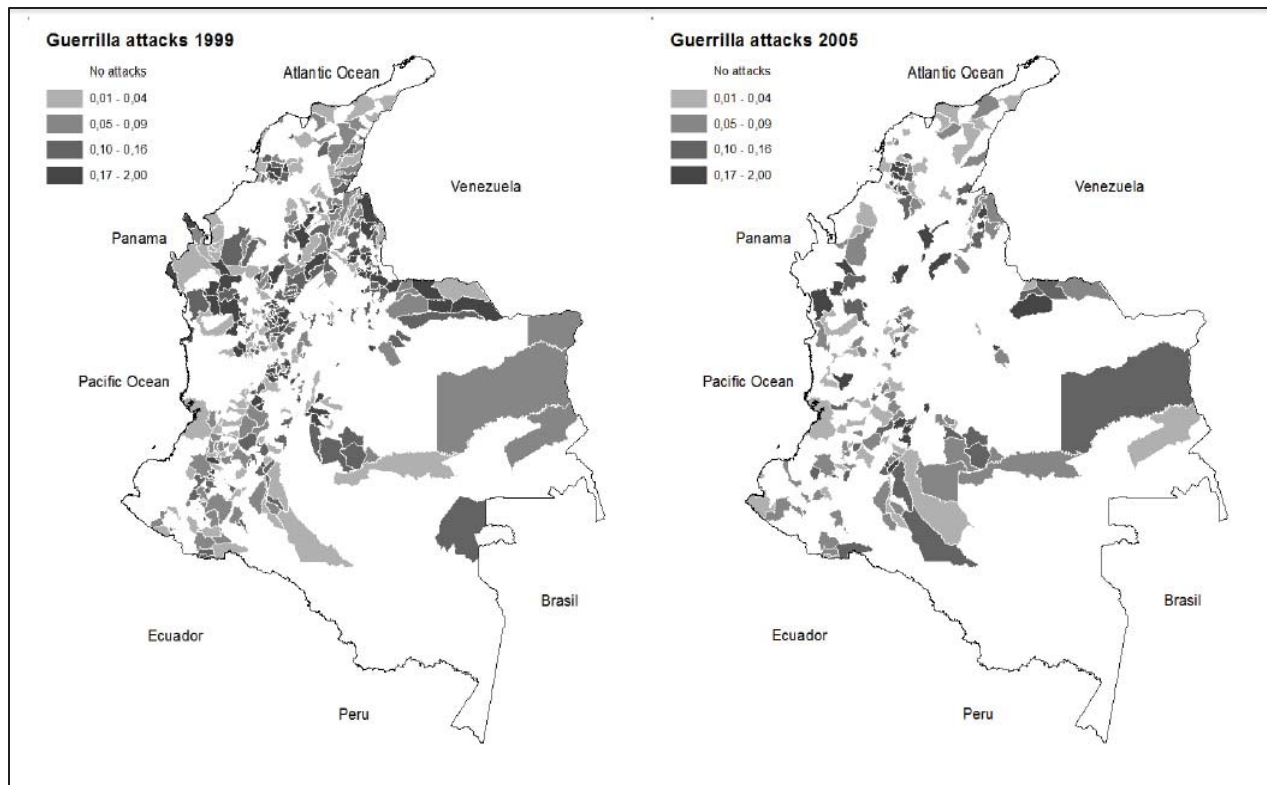 Guerrilla attacks 1999
No attacks
0,01 - 0,04
0,05 - 0,09
0,10 - 0,16
0,17 - 2,00
Atlantic Ocean
Venezuela
Panama
Pacific Ocean
Brasil
Ecuador
Peru
Guerrilla attacks 2005
No attacks
0,01 - 0,04
0,05 - 0,09
0,10 - 0,16
0,17 - 2,00
Atlantic Ocean
Venezuela
Panama
Pacific Ocean
Brasil
Ecuador
Peru